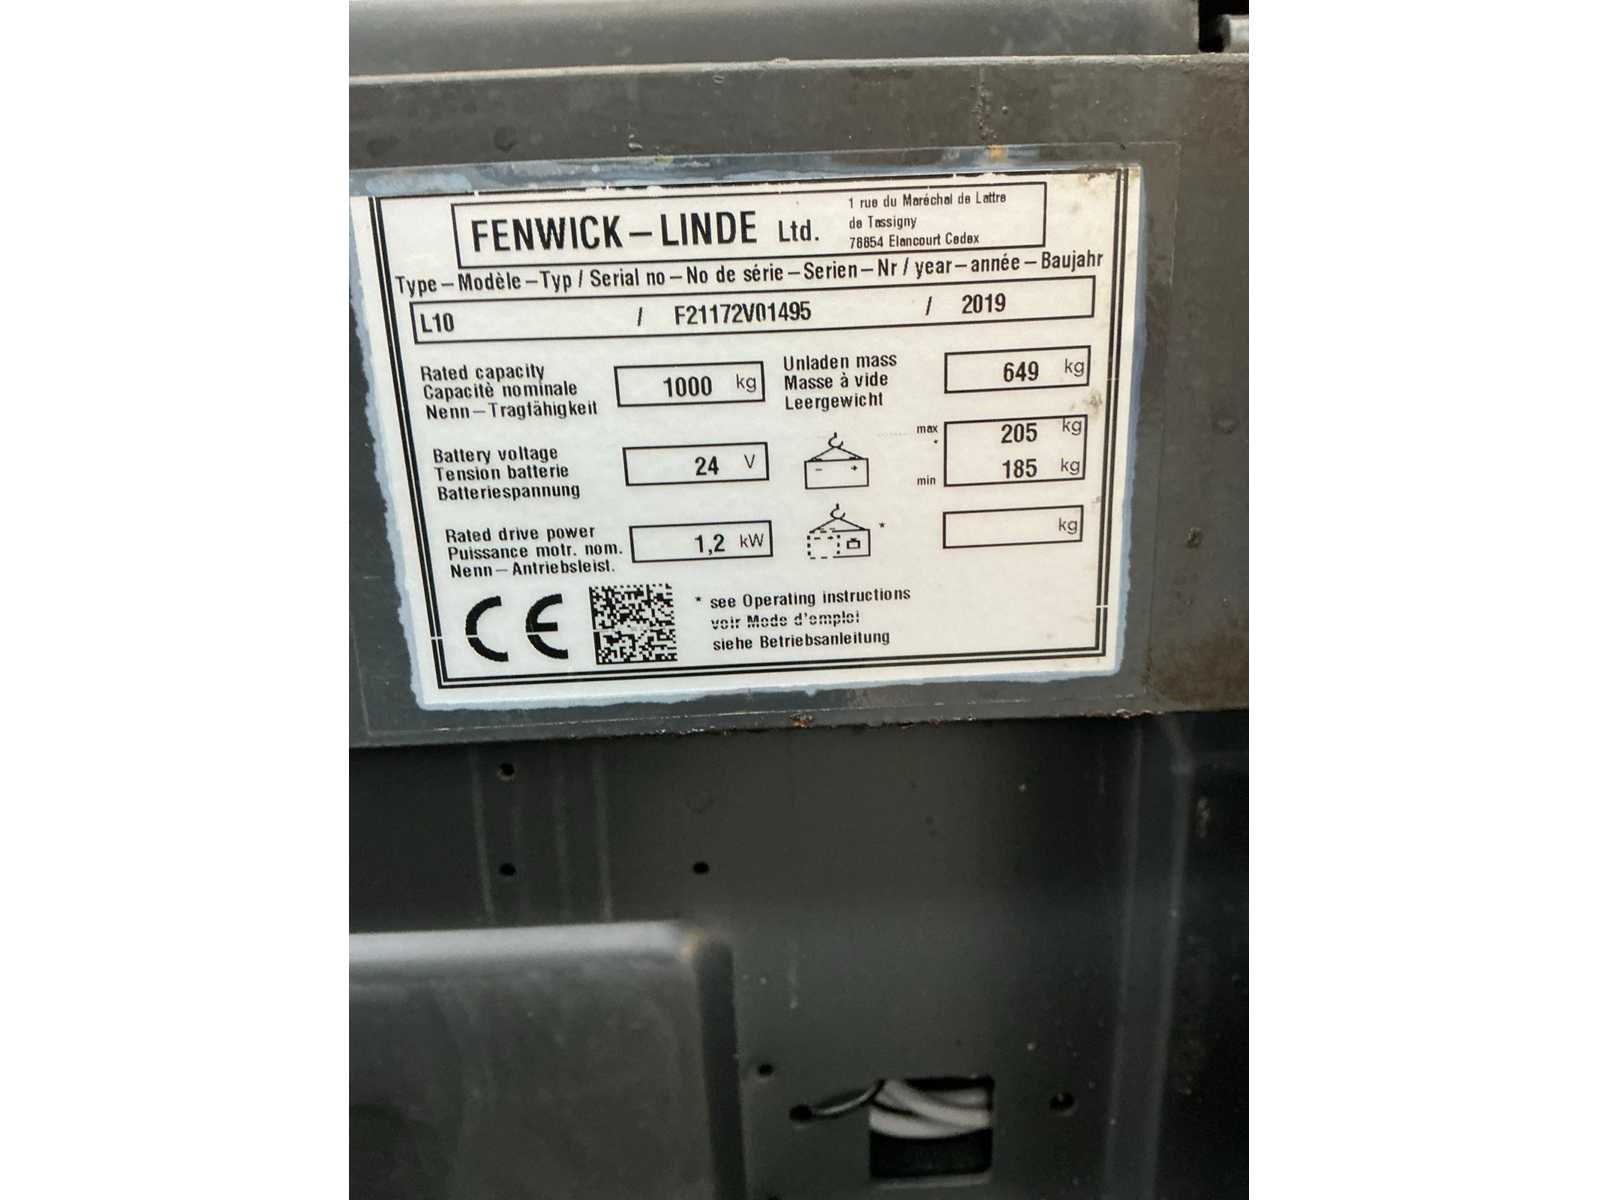 FENWICK-LINDE Ltd.
1 rue du Maréchal de Lattre
de Tassigny
78854 Elancourt Cedex
Type-Modèle-Typ / Serial no-No de série-Serien-Nr / year-année-Baujahr
L10 / F21172V01495 / 2019
Rated capacity
Capacitè nominale
Nenn-Tragfähigkeit
1000 kg
Unladen mass
Masse à vide
Leergewicht
649 kg
Battery voltage
Tension batterie
Batteriespannung
24 V
- +
max
*
min
205 kg
185 kg
Rated drive power
Puissance motr. nom.
Nenn-Antriebsleist.
1,2 kW
*
kg
CE
* see Operating instructions
voir Mode d'emploi
siehe Betriebsanleitung